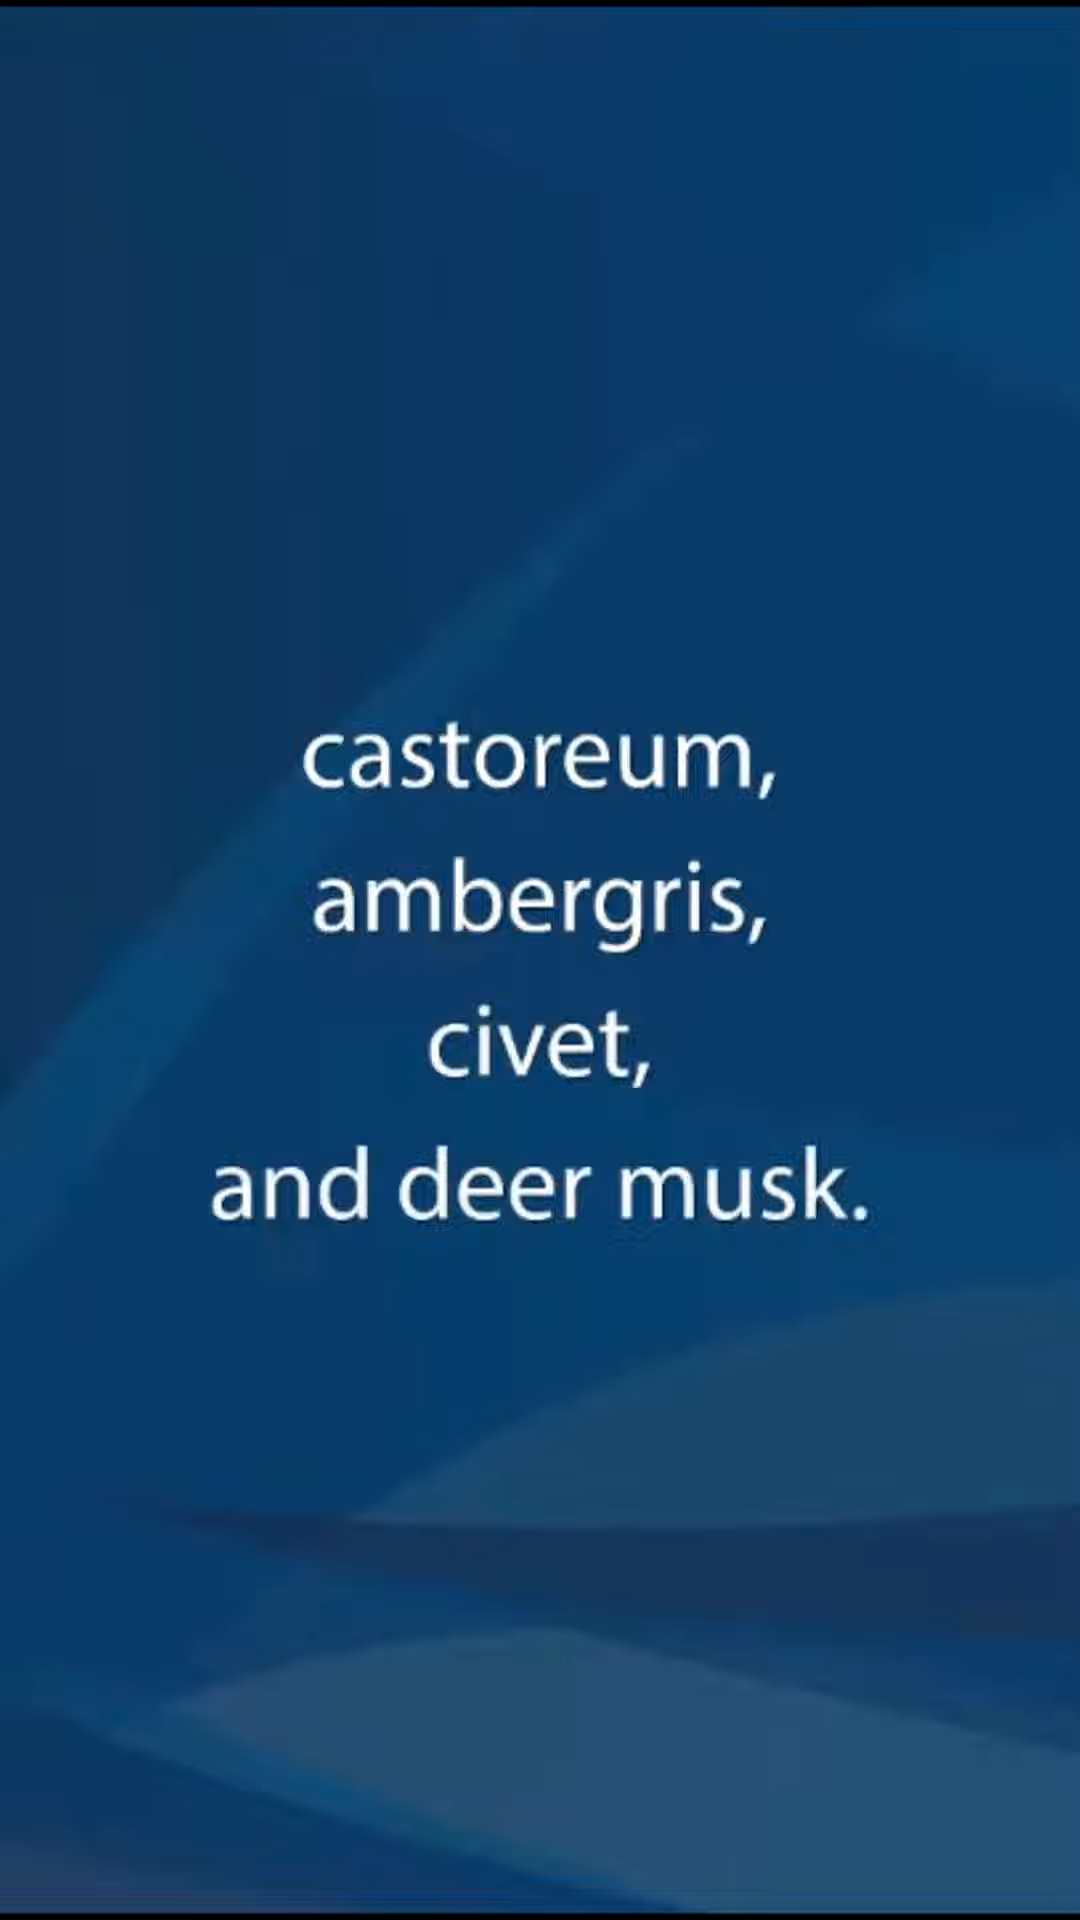 castoreum,
ambergris,
civet,
and deer musk.